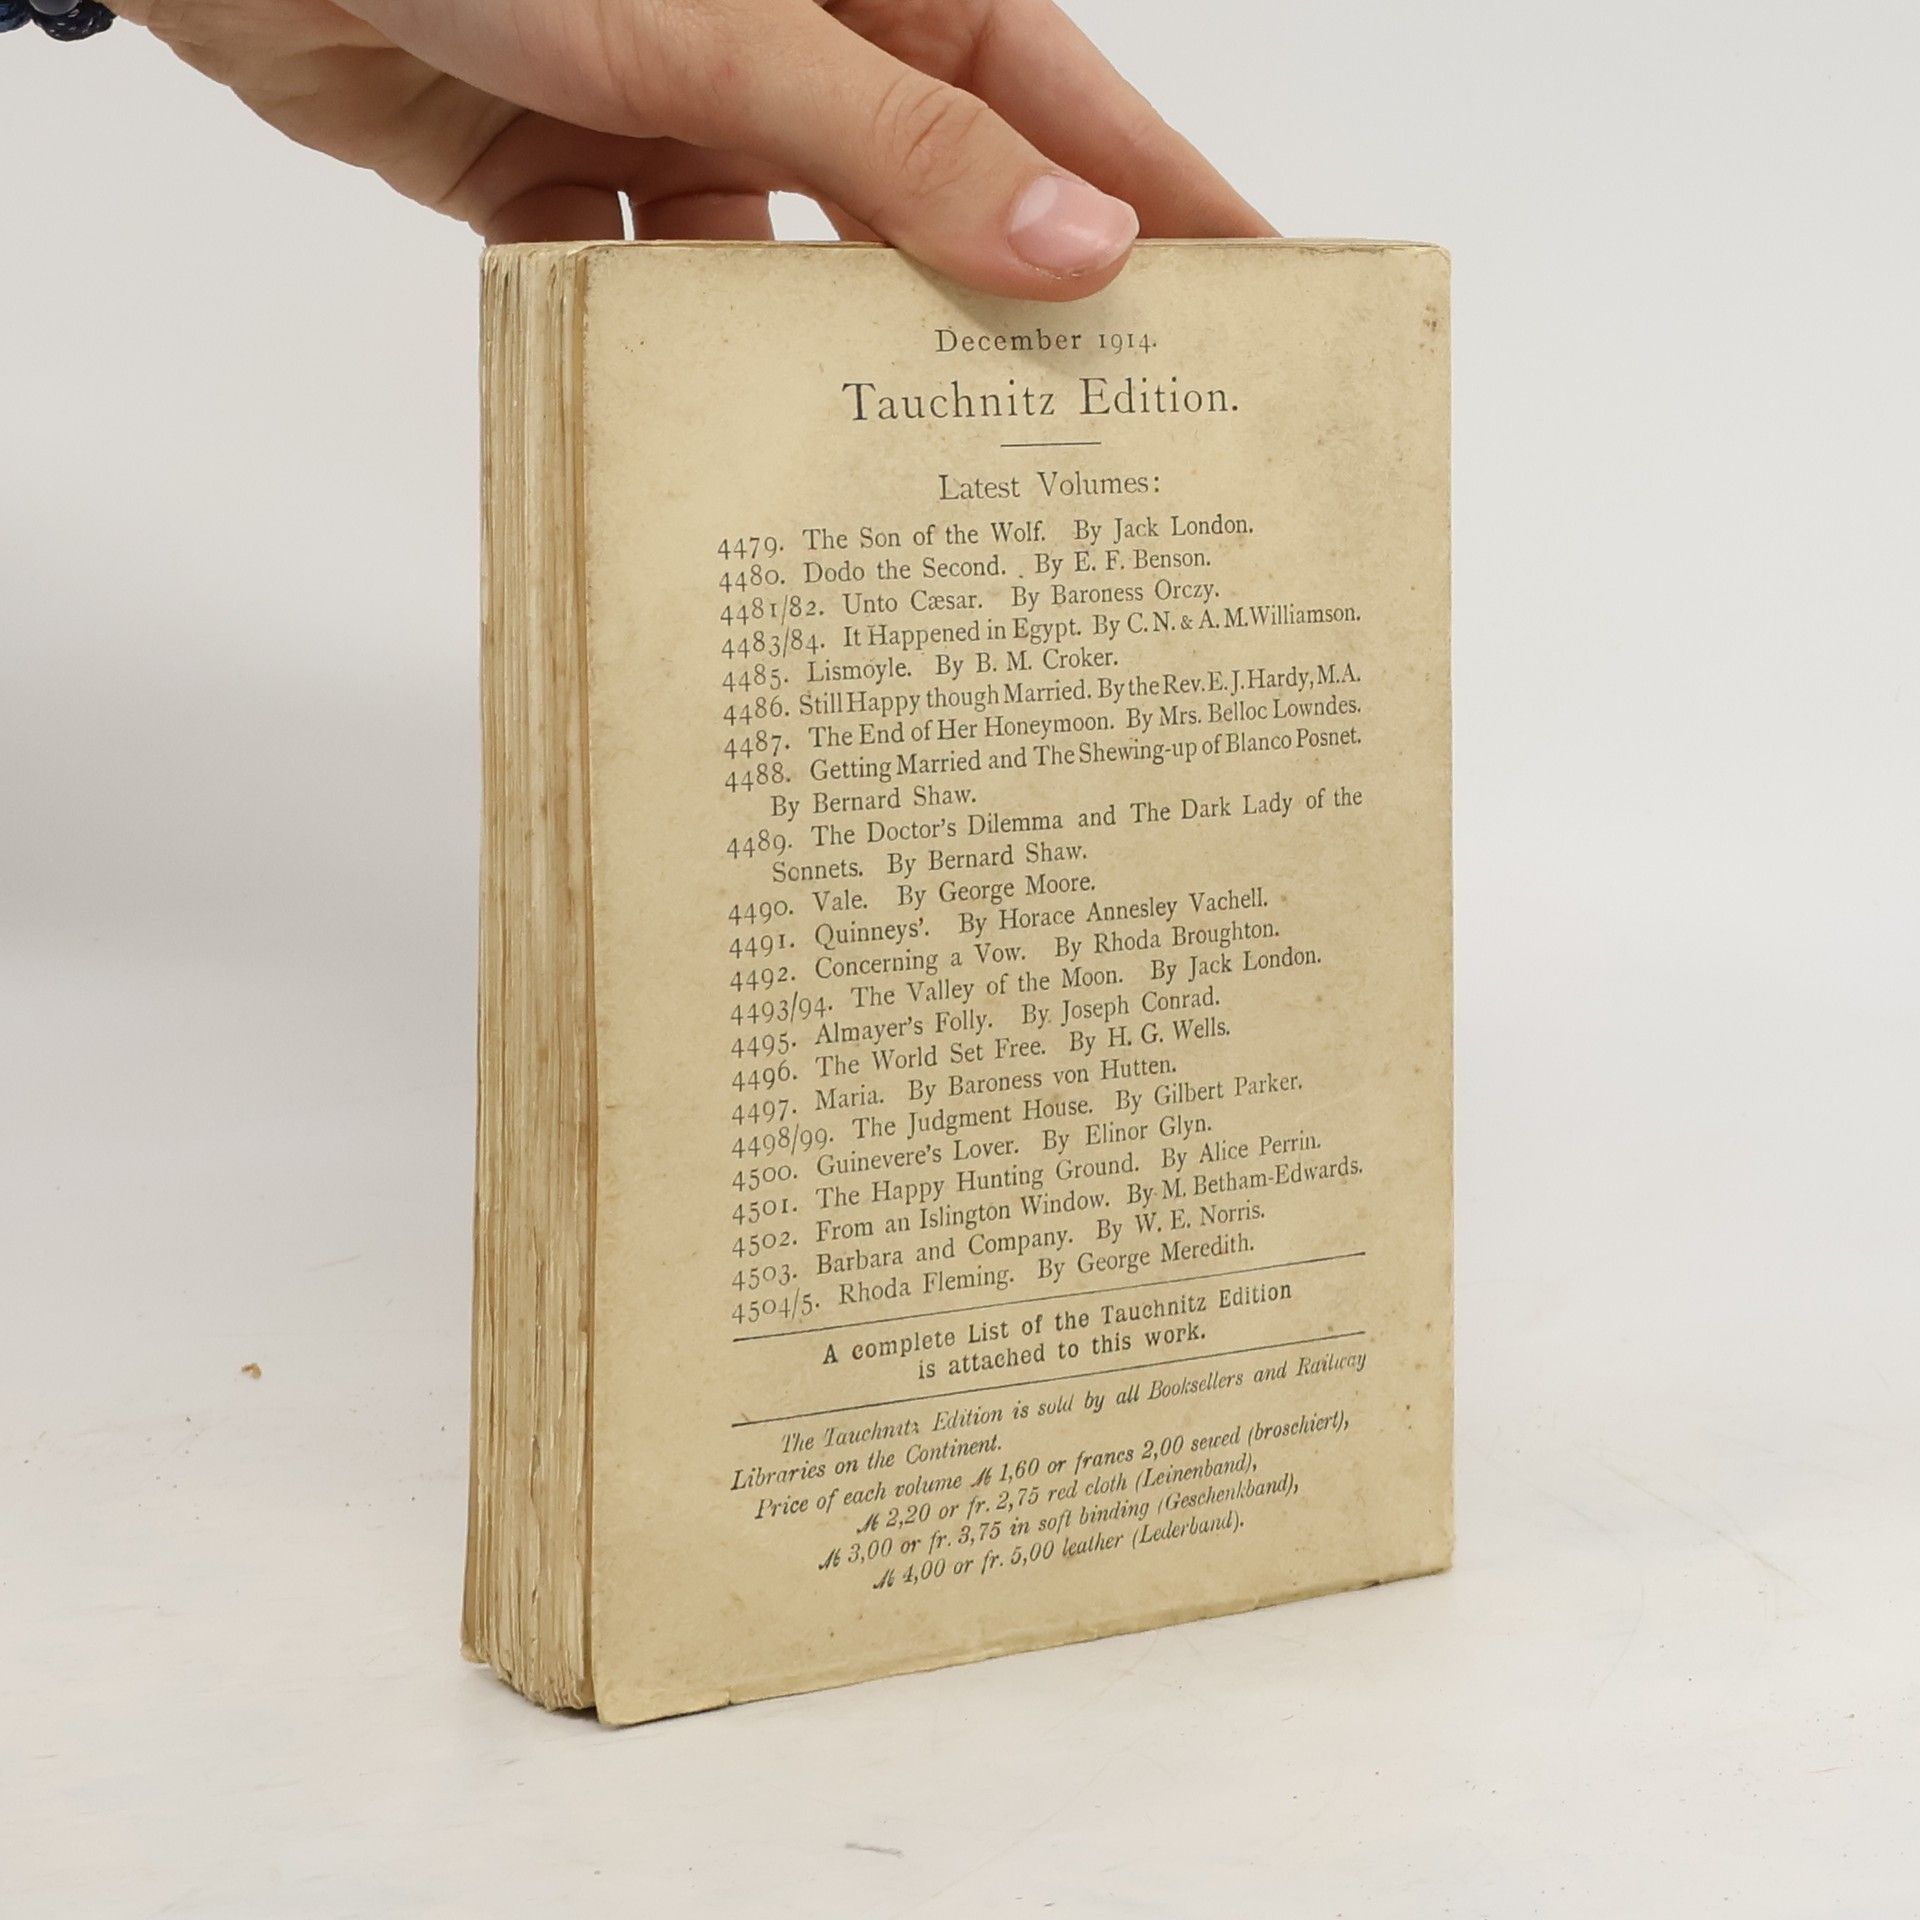 December 1914.
Tauchnitz Edition.
Latest Volumes:
4479. The Son of the Wolf. By Jack London.
4480. Dodo the Second. By E. F. Benson.
4481/82. Unto Cæsar. By Baroness Orczy.
4483/84. It Happened in Egypt. By C. N. & A. M. Williamson.
4485. Lismoyle. By B. M. Croker.
4486. Still Happy though Married. By the Rev. E. J. Hardy, M.A.
4487. The End of Her Honeymoon. By Mrs. Belloc Lowndes.
4488. Getting Married and The Shewing-up of Blanco Posnet.
By Bernard Shaw.
4489. The Doctor's Dilemma and The Dark Lady of the
Sonnets. By Bernard Shaw.
4490. Vale. By George Moore.
4491. Quinneys'. By Horace Annesley Vachell.
4492. Concerning a Vow. By Rhoda Broughton.
4493/94. The Valley of the Moon. By Jack London.
4495. Almayer's Folly. By Joseph Conrad.
4496. The World Set Free. By H. G. Wells.
4497. Maria. By Baroness von Hutten.
4498/99. The Judgment House. By Gilbert Parker.
4500. Guinevere's Lover. By Elinor Glyn.
4501. The Happy Hunting Ground. By Alice Perrin.
4502. From an Islington Window. By M. Betham-Edwards.
4503. Barbara and Company. By W. E. Norris.
4504/5. Rhoda Fleming. By George Meredith.
A complete List of the Tauchnitz Edition
is attached to this work.
The Tauchnitz Edition is sold by all Booksellers and Railway
Libraries on the Continent.
Price of each volume ℳ 1,60 or francs 2,00 sewed (broschiert),
ℳ 2,20 or fr. 2,75 red cloth (Leinenband),
ℳ 3,00 or fr. 3,75 in soft binding (Geschenkband),
ℳ 4,00 or fr. 5,00 leather (Lederband).